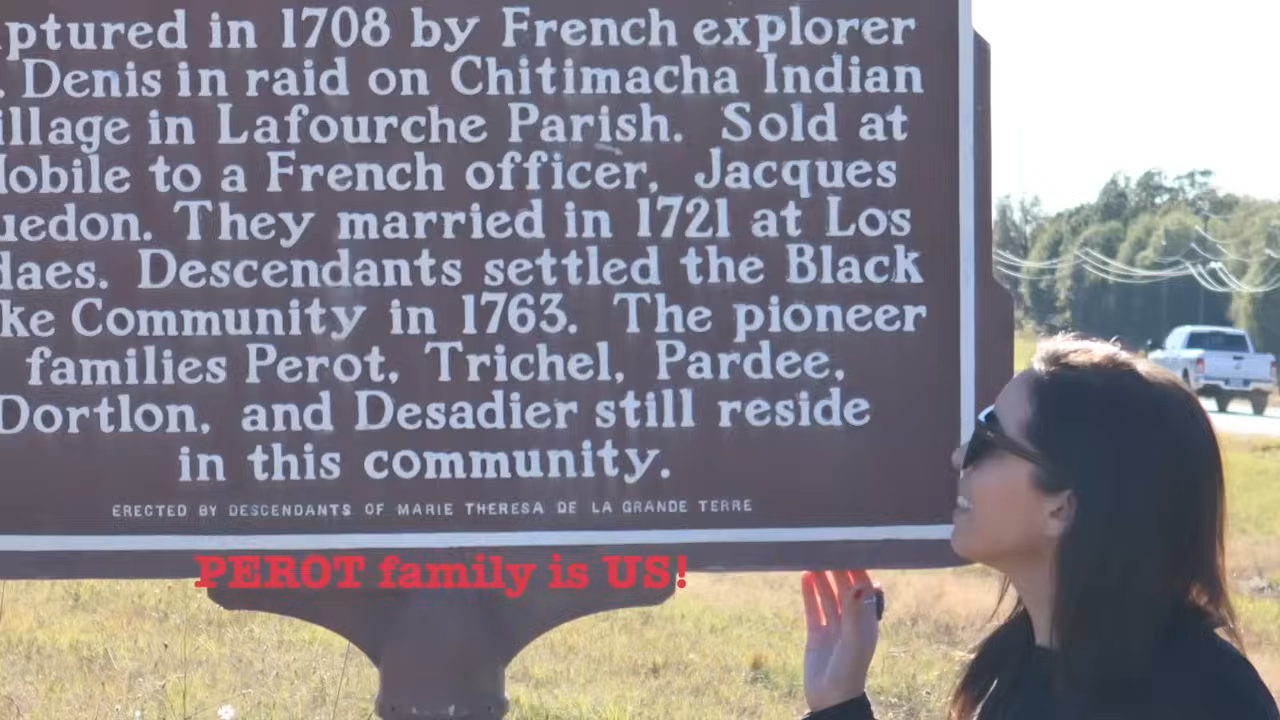 ptured in 1708 by French explorer
. Denis in raid on Chitimacha Indian
illage in Lafourche Parish. Sold at
obile to a French officer, Jacques
uedon. They married in 1721 at Los
daes. Descendants settled the Black
ke Community in 1763. The pioneer
families Perot, Trichel, Pardee,
Dortlon, and Desadier still reside
in this community.
ERECTED BY DESCENDANTS OF MARIE THERESA DE LA GRANDE TERRE
PEROT family is US!